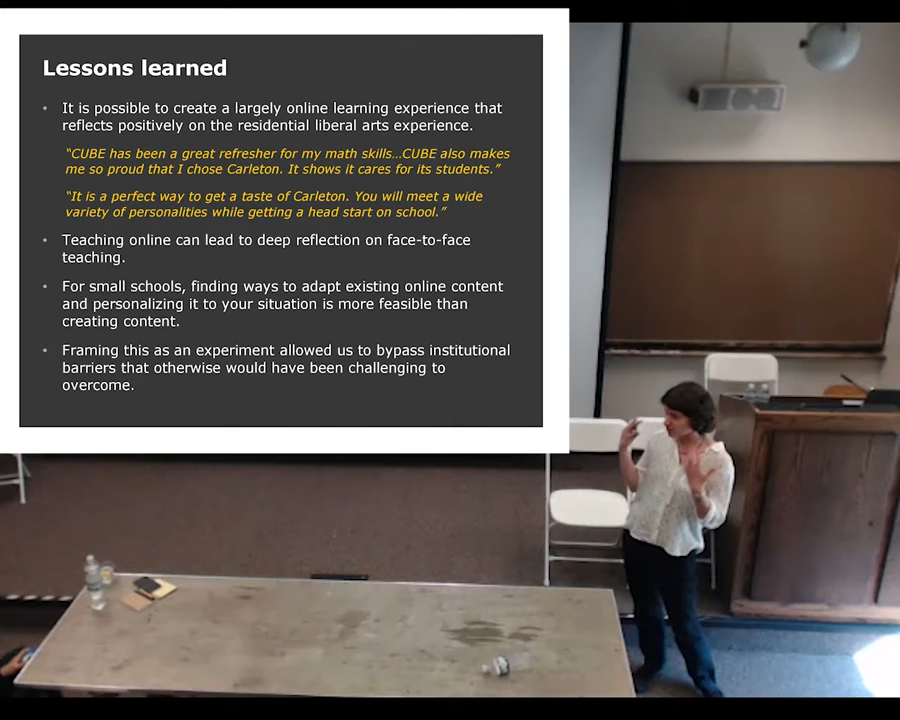 Lessons learned
• It is possible to create a largely online learning experience that
reflects positively on the residential liberal arts experience.
“CUBE has been a great refresher for my math skills…CUBE also makes
me so proud that I chose Carleton. It shows it cares for its students.”
“It is a perfect way to get a taste of Carleton. You will meet a wide
variety of personalities while getting a head start on school.”
• Teaching online can lead to deep reflection on face-to-face
teaching.
• For small schools, finding ways to adapt existing online content
and personalizing it to your situation is more feasible than
creating content.
• Framing this as an experiment allowed us to bypass institutional
barriers that otherwise would have been challenging to
overcome.